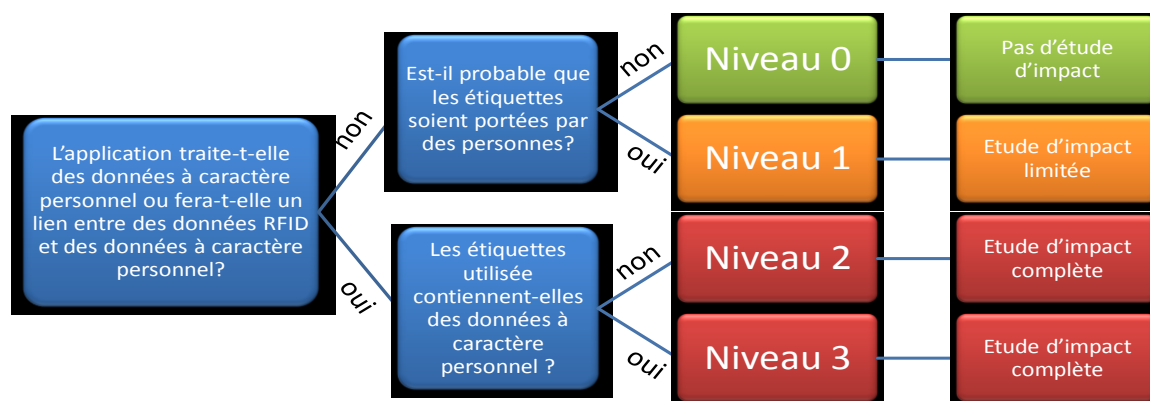 L'application traite-t-elle
des données à caractère
personnel ou fera-t-elle un
lien entre des données RFID
et des données à caractère
personnel?
non
oui
Est-il probable que
les étiquettes
soient portées par
des personnes?
non
oui
Niveau 0
Pas d'étude
d'impact
Niveau 1
Etude d'impact
limitée
Les étiquettes
utilisée
contiennent-elles
des données à
caractère
personnel ?
non
oui
Niveau 2
Etude d'impact
complète
Niveau 3
Etude d'impact
complète